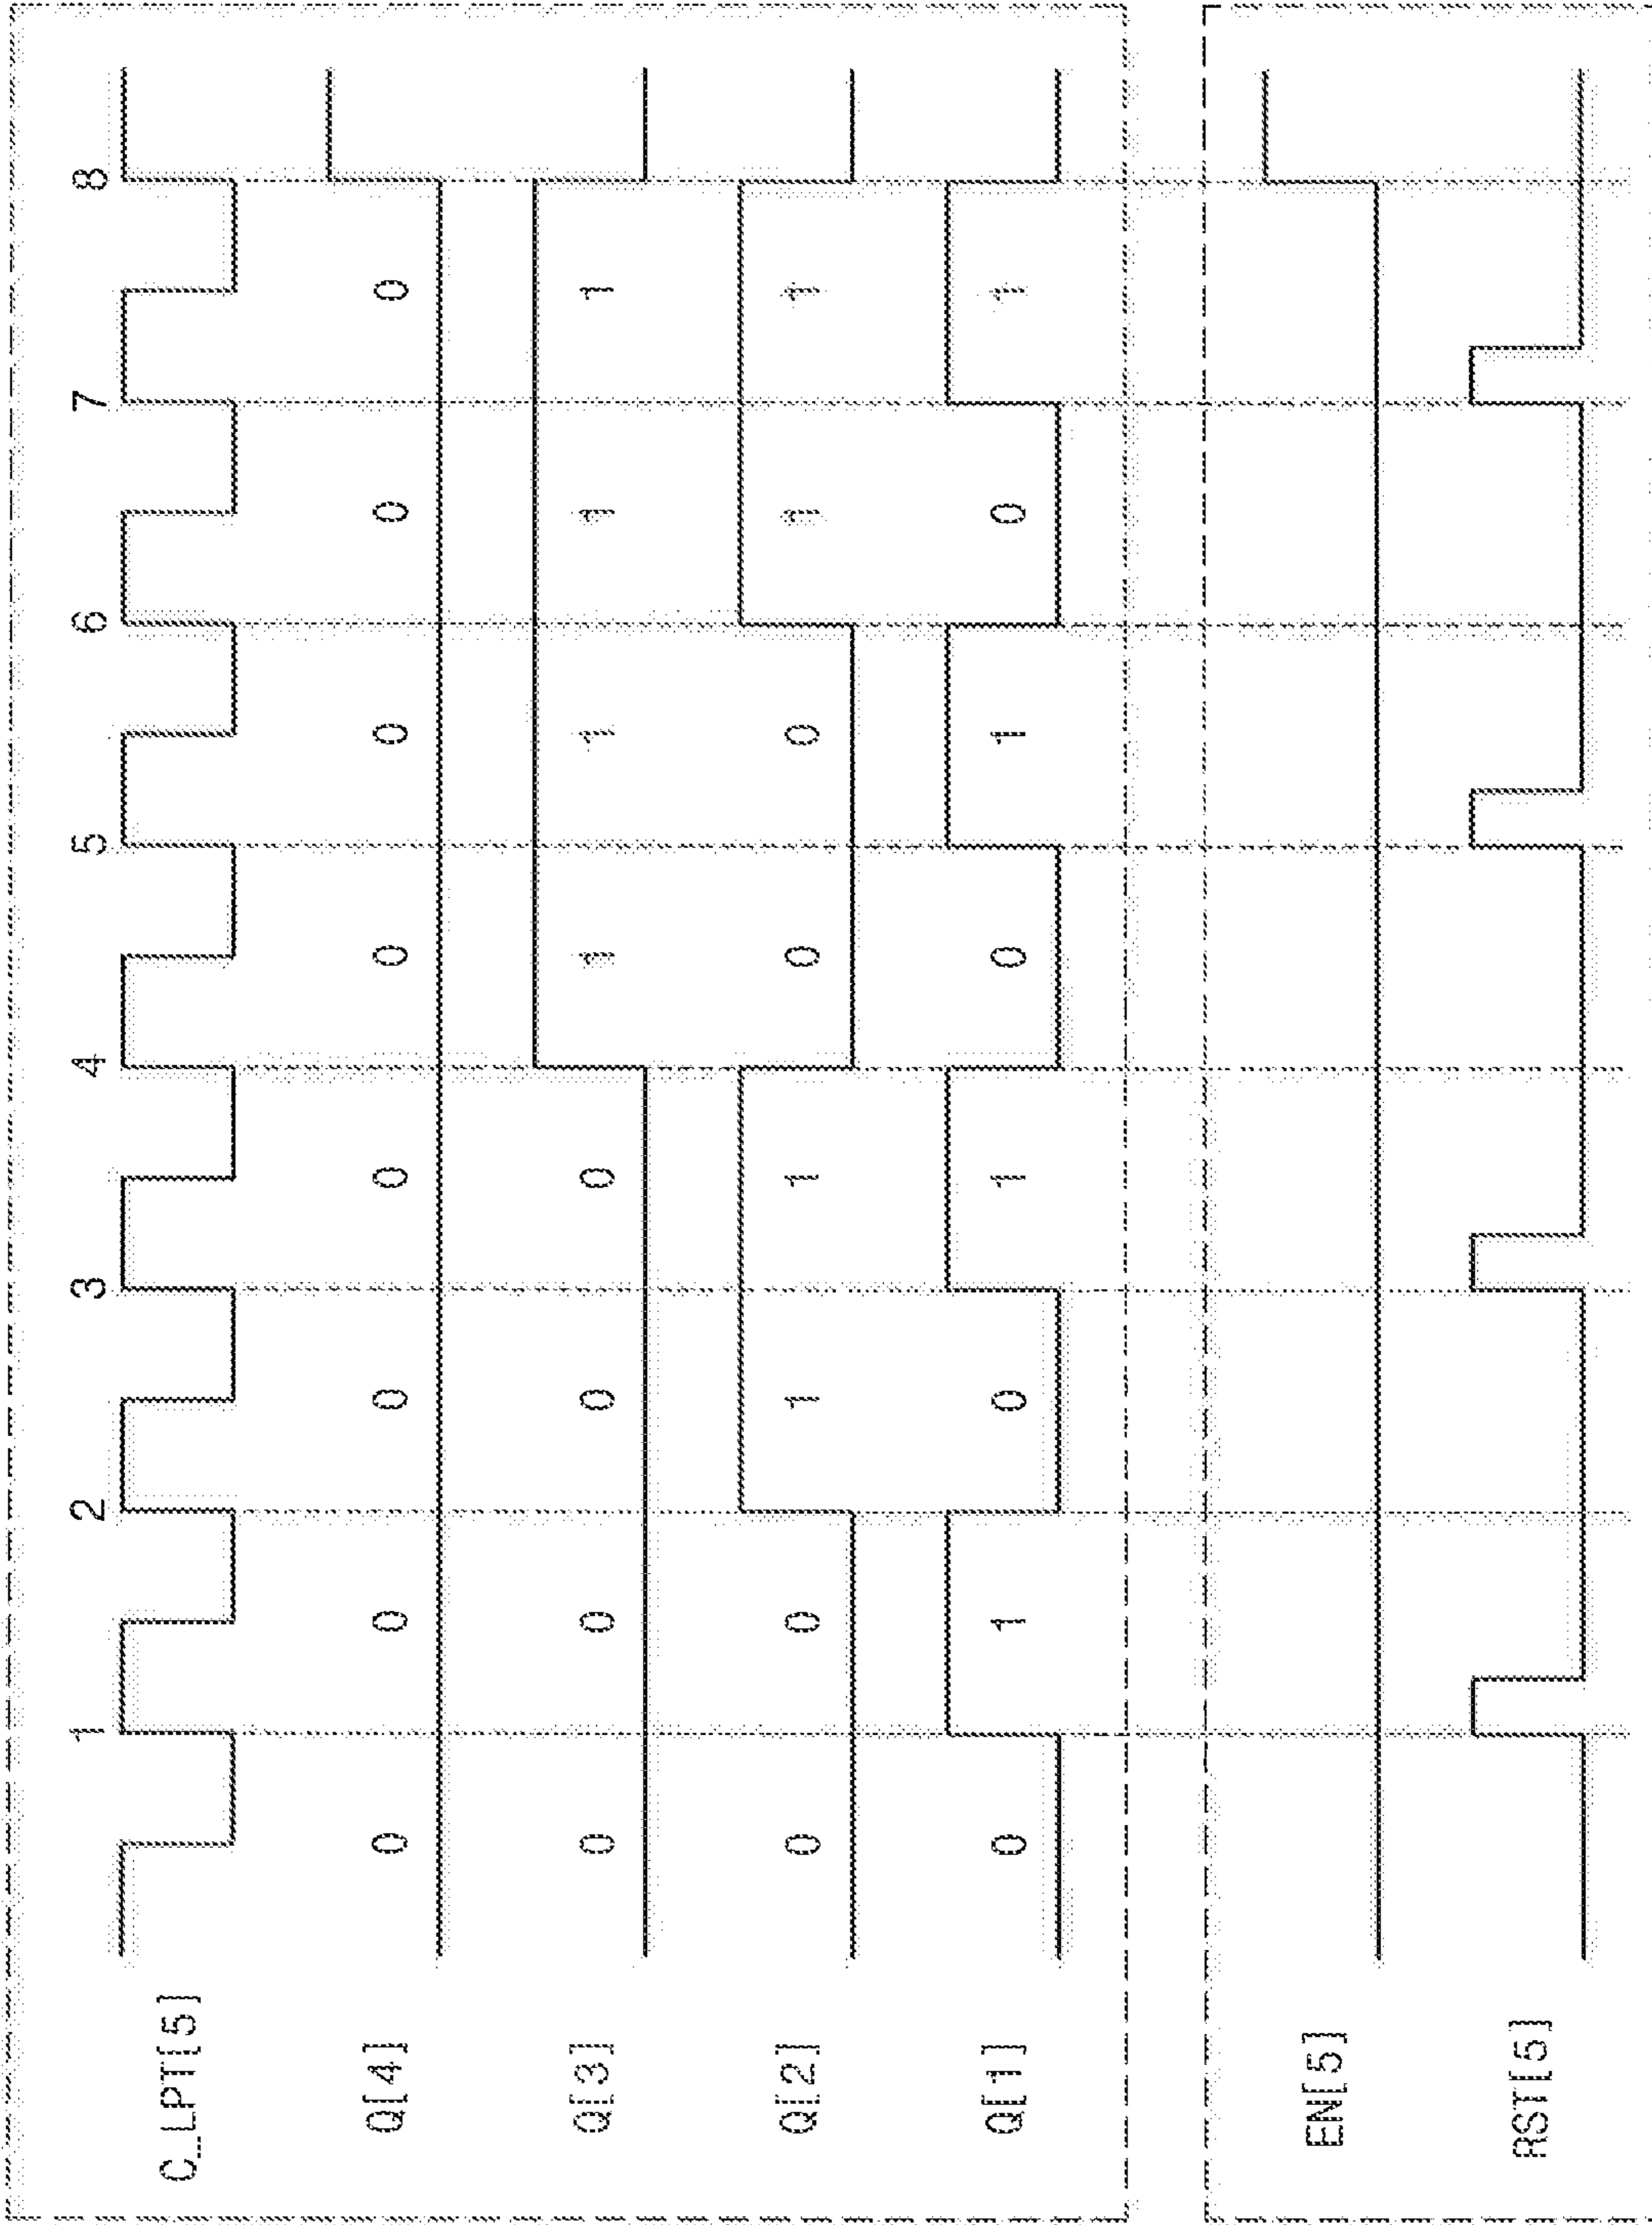 1 2 3 4 5 6 7 8
C_LPT[5]
Q[4] 0 0 0 0 0 0 0 0
Q[3] 0 0 0 0 1 1 1 1
Q[2] 0 0 1 1 0 0 1 1
Q[1] 0 1 0 1 0 1 0 1
EN[5]
RST[5]